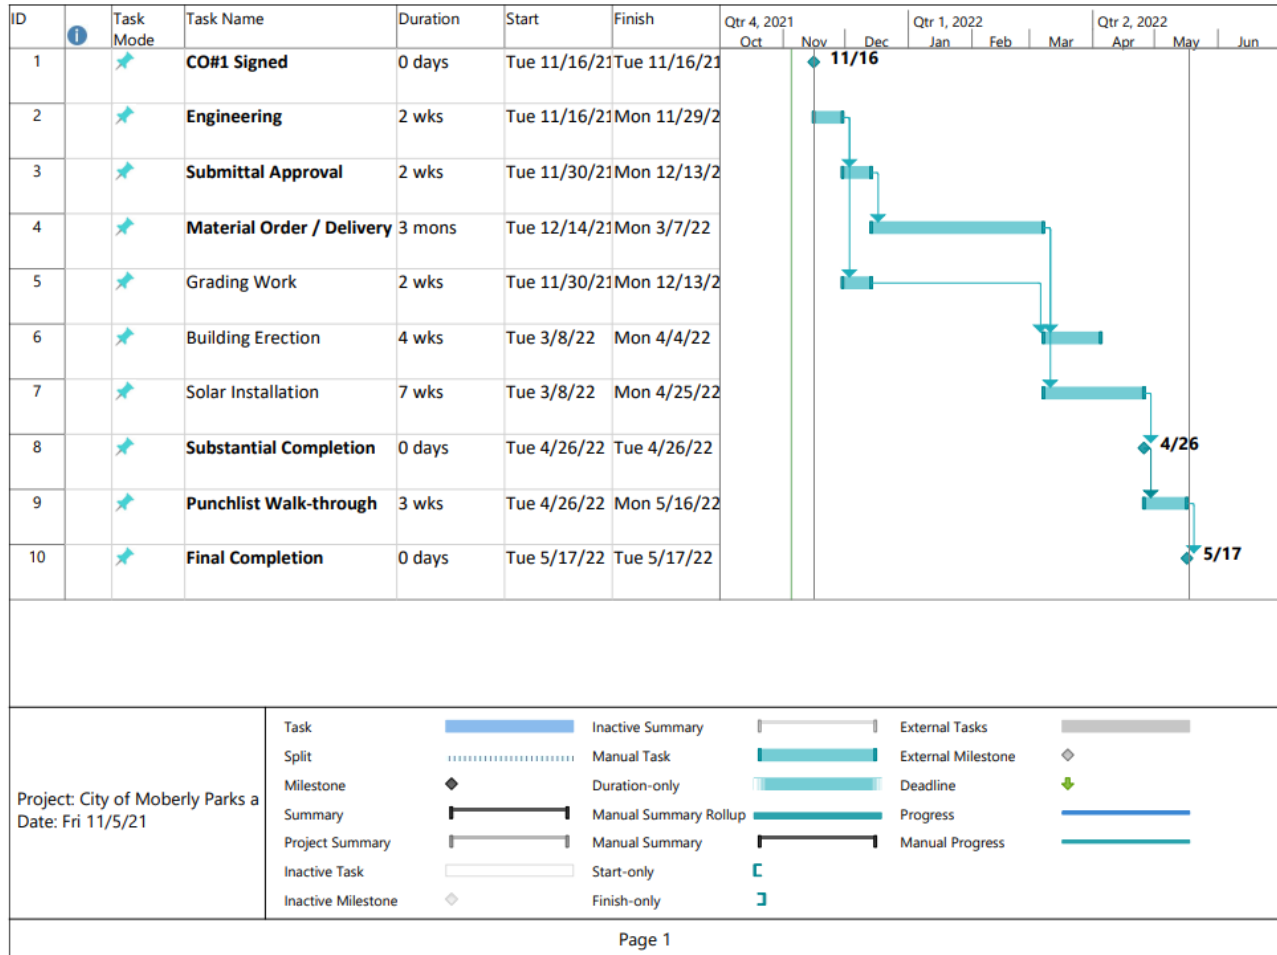 ID Task Mode Task Name Duration Start Finish Qtr 4, 2021 Qtr 1, 2022 Qtr 2, 2022
Oct Nov Dec Jan Feb Mar Apr May Jun
1 CO#1 Signed 0 days Tue 11/16/21 Tue 11/16/21 11/16
2 Engineering 2 wks Tue 11/16/21 Mon 11/29/2
3 Submittal Approval 2 wks Tue 11/30/21 Mon 12/13/2
4 Material Order / Delivery 3 mons Tue 12/14/21 Mon 3/7/22
5 Grading Work 2 wks Tue 11/30/21 Mon 12/13/2
6 Building Erection 4 wks Tue 3/8/22 Mon 4/4/22
7 Solar Installation 7 wks Tue 3/8/22 Mon 4/25/22
8 Substantial Completion 0 days Tue 4/26/22 Tue 4/26/22 4/26
9 Punchlist Walk-through 3 wks Tue 4/26/22 Mon 5/16/22
10 Final Completion 0 days Tue 5/17/22 Tue 5/17/22 5/17
Project: City of Moberly Parks a
Date: Fri 11/5/21
Task Inactive Summary External Tasks
Split Manual Task External Milestone
Milestone Duration-only Deadline
Summary Manual Summary Rollup Progress
Project Summary Manual Summary Manual Progress
Inactive Task Start-only
Inactive Milestone Finish-only
Page 1